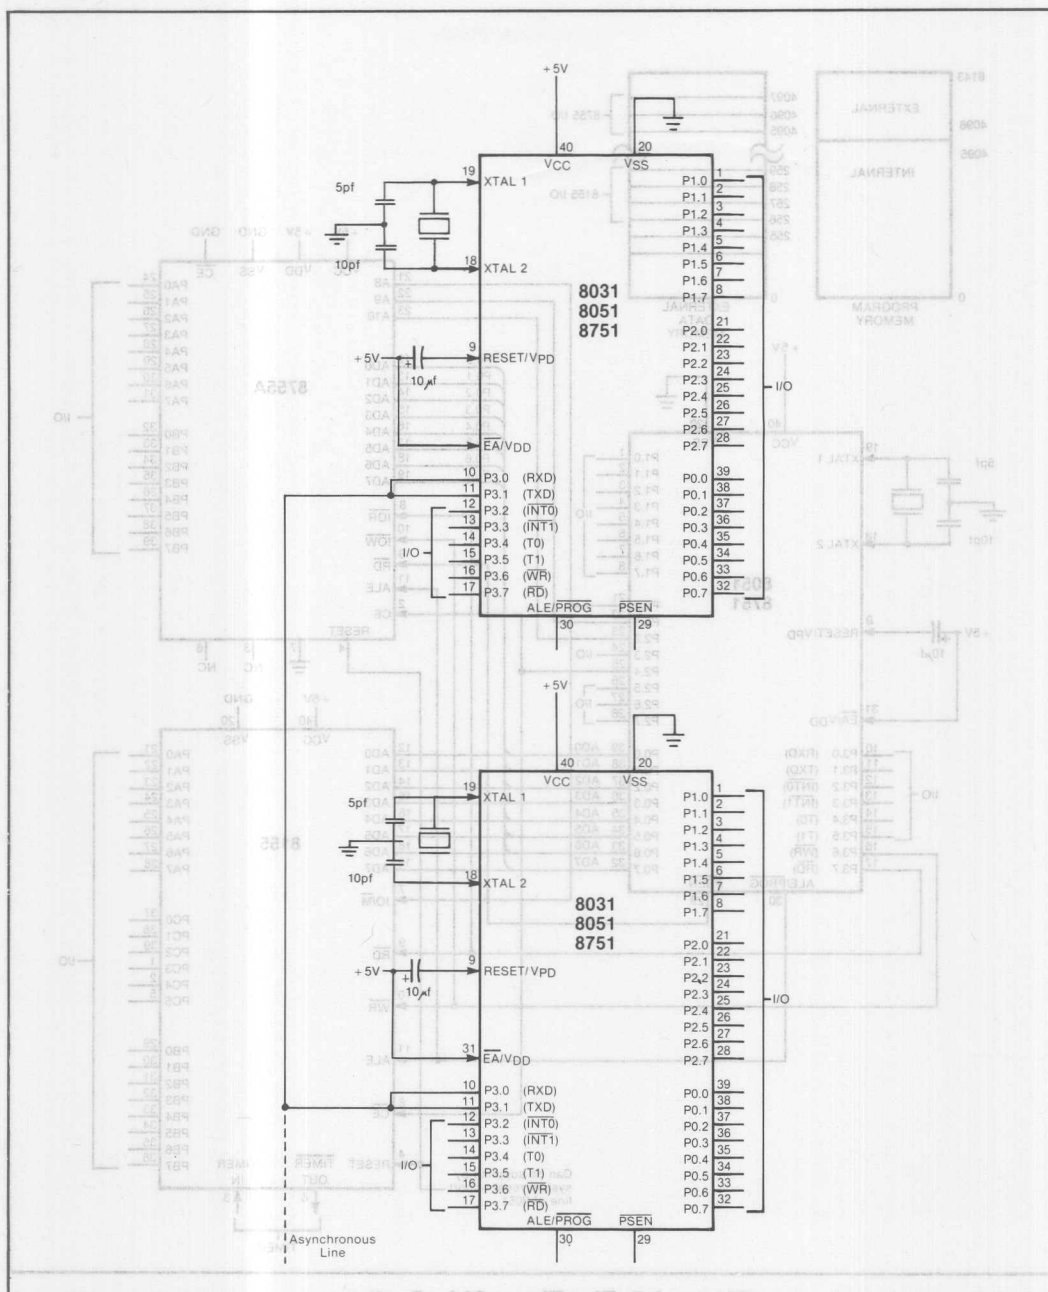 +5V
40
20
VCC
VSS
19
XTAL 1
5pf
10pf
18
XTAL 2
8031
8051
8751
+5V
9
RESET/VPD
+
10μf
EA/VDD
10 P3.0 (RXD)
11 P3.1 (TXD)
12 P3.2 (INT0)
13 P3.3 (INT1)
14 P3.4 (T0)
15 P3.5 (T1)
16 P3.6 (WR)
17 P3.7 (RD)
I/O
ALE/PROG
PSEN
30
29
P1.0 1
P1.1 2
P1.2 3
P1.3 4
P1.4 5
P1.5 6
P1.6 7
P1.7 8
P2.0 21
P2.1 22
P2.2 23
P2.3 24
P2.4 25
P2.5 26
P2.6 27
P2.7 28
P0.0 39
P0.1 38
P0.2 37
P0.3 36
P0.4 35
P0.5 34
P0.6 33
P0.7 32
I/O
+5V
40
20
VCC
VSS
19
XTAL 1
5pf
10pf
18
XTAL 2
8031
8051
8751
+5V
9
RESET/VPD
+
10μf
31
EA/VDD
10 P3.0 (RXD)
11 P3.1 (TXD)
12 P3.2 (INT0)
13 P3.3 (INT1)
14 P3.4 (T0)
15 P3.5 (T1)
16 P3.6 (WR)
17 P3.7 (RD)
I/O
ALE/PROG
PSEN
30
29
P1.0 1
P1.1 2
P1.2 3
P1.3 4
P1.4 5
P1.5 6
P1.6 7
P1.7 8
P2.0 21
P2.1 22
P2.2 23
P2.3 24
P2.4 25
P2.5 26
P2.6 27
P2.7 28
P0.0 39
P0.1 38
P0.2 37
P0.3 36
P0.4 35
P0.5 34
P0.6 33
P0.7 32
I/O
Asynchronous
Line